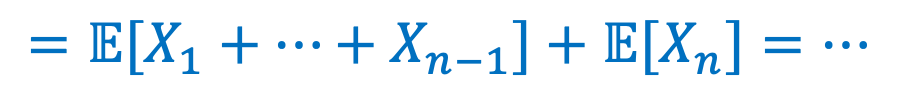 = 𝔼[X₁ + ⋯ + Xₙ₋₁] + 𝔼[Xₙ] = ⋯